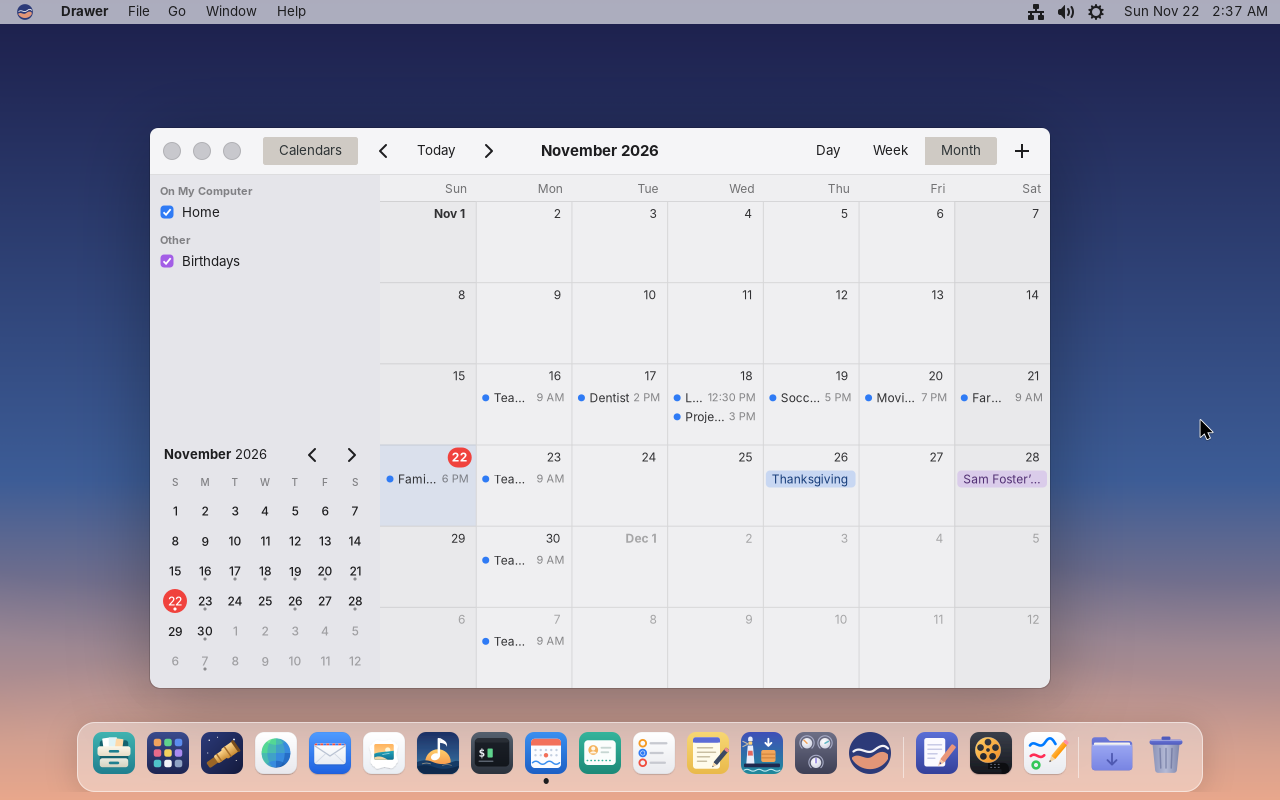 Drawer File Go Window Help Sun Nov 22 2:37 AM
Calendars Today November 2026 Day Week Month
On My Computer
Home
Other
Birthdays
Sun Mon Tue Wed Thu Fri Sat
Nov 1 2 3 4 5 6 7
8 9 10 11 12 13 14
15 16 17 18 19 20 21
Tea... 9 AM Dentist 2 PM L... 12:30 PM Socc... 5 PM Movi... 7 PM Far... 9 AM
Proje... 3 PM
22 23 24 25 26 27 28
Fami... 6 PM Tea... 9 AM Thanksgiving Sam Foster'...
29 30 Dec 1 2 3 4 5
Tea... 9 AM
6 7 8 9 10 11 12
Tea... 9 AM
November 2026
S M T W T F S
1 2 3 4 5 6 7
8 9 10 11 12 13 14
15 16 17 18 19 20 21
22 23 24 25 26 27 28
29 30 1 2 3 4 5
6 7 8 9 10 11 12
$